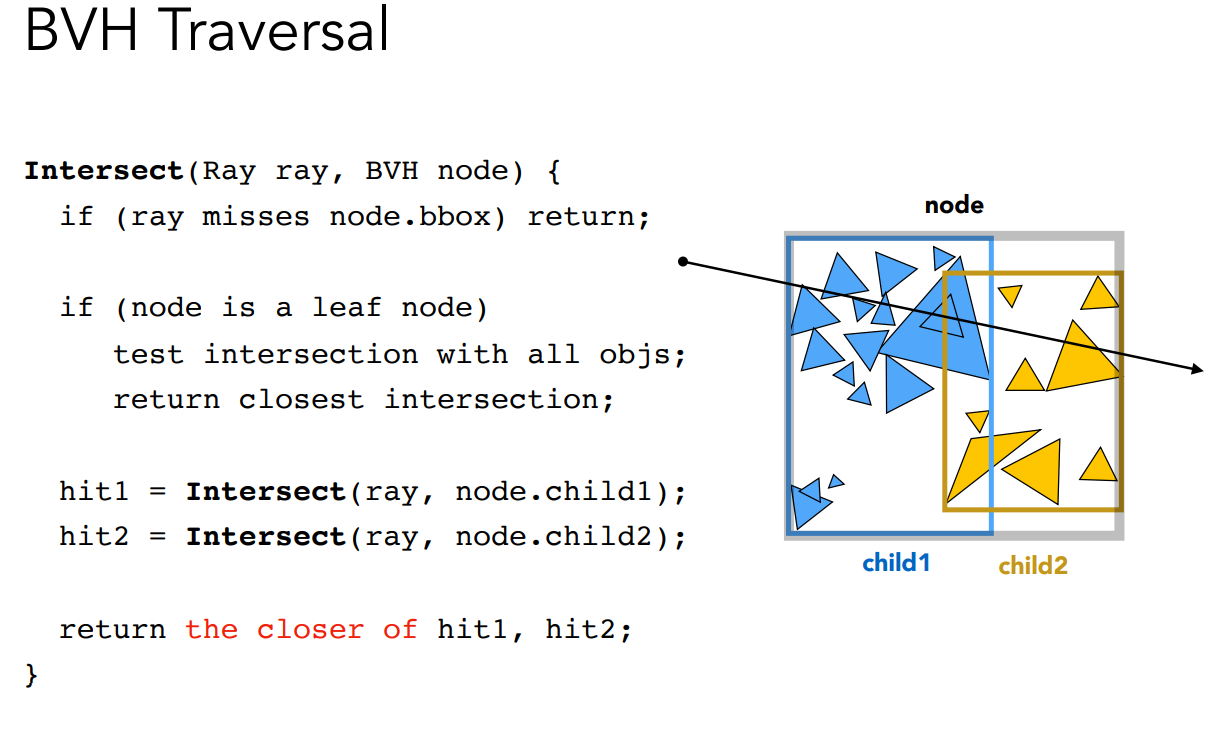 BVH Traversal
Intersect(Ray ray, BVH node) {
if (ray misses node.bbox) return;
if (node is a leaf node)
test intersection with all objs;
return closest intersection;
hit1 = Intersect(ray, node.child1);
hit2 = Intersect(ray, node.child2);
return the closer of hit1, hit2;
}
node
child1
child2